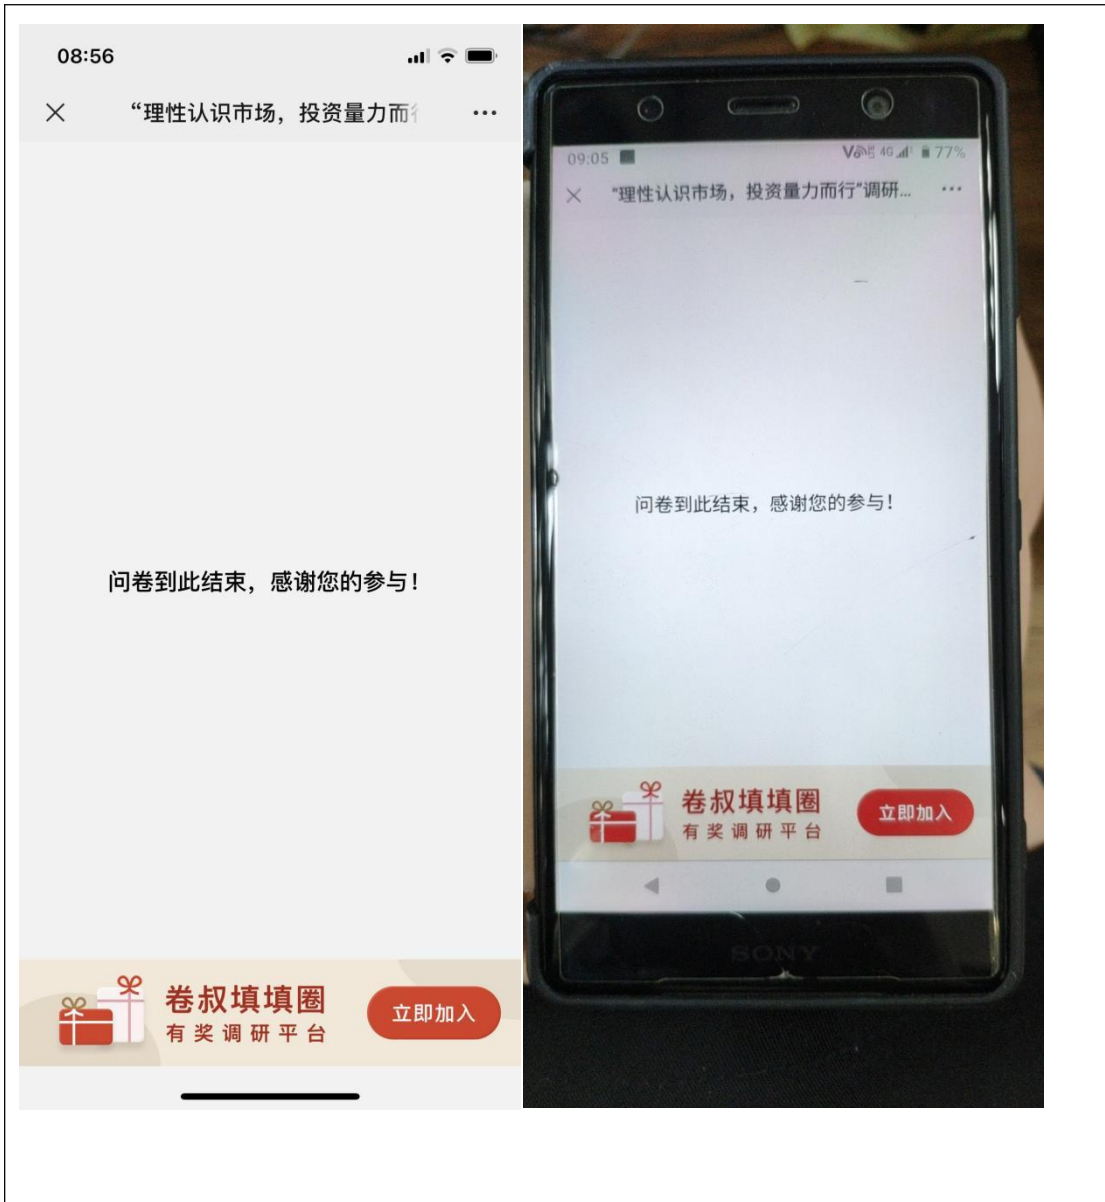 08:56
“理性认识市场，投资量力而
问卷到此结束，感谢您的参与！
卷叔填填圈
有奖调研平台
立即加入
09:05
4G
77%
“理性认识市场，投资量力而行”调研...
问卷到此结束，感谢您的参与！
卷叔填填圈
有奖调研平台
立即加入
SONY